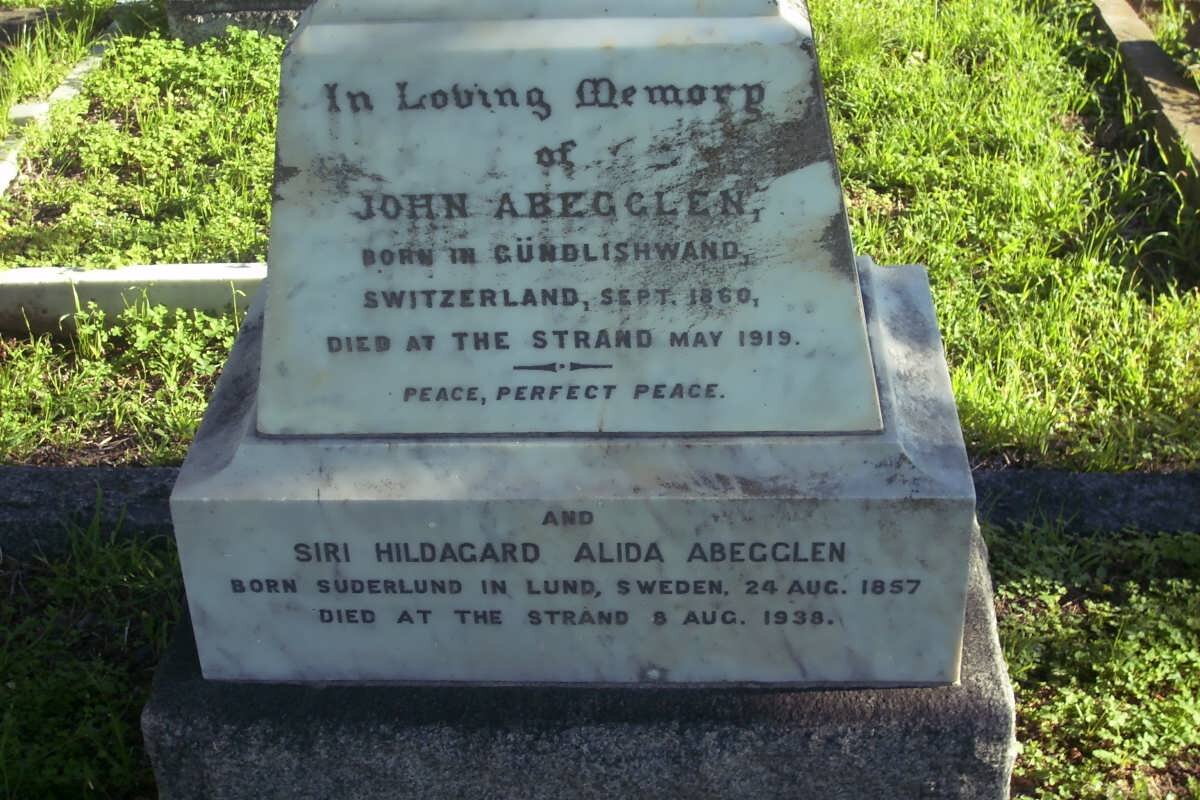 In Loving Memory
of
JOHN ABEGGLEN,
BORN IN GÜNDLISHWAND,
SWITZERLAND, SEPT. 1860,
DIED AT THE STRAND MAY 1919.
PEACE, PERFECT PEACE.
AND
SIRI HILDAGARD ALIDA ABEGGLEN
BORN SUDERLUND IN LUND, SWEDEN, 24 AUG. 1857
DIED AT THE STRAND 8 AUG. 1938.